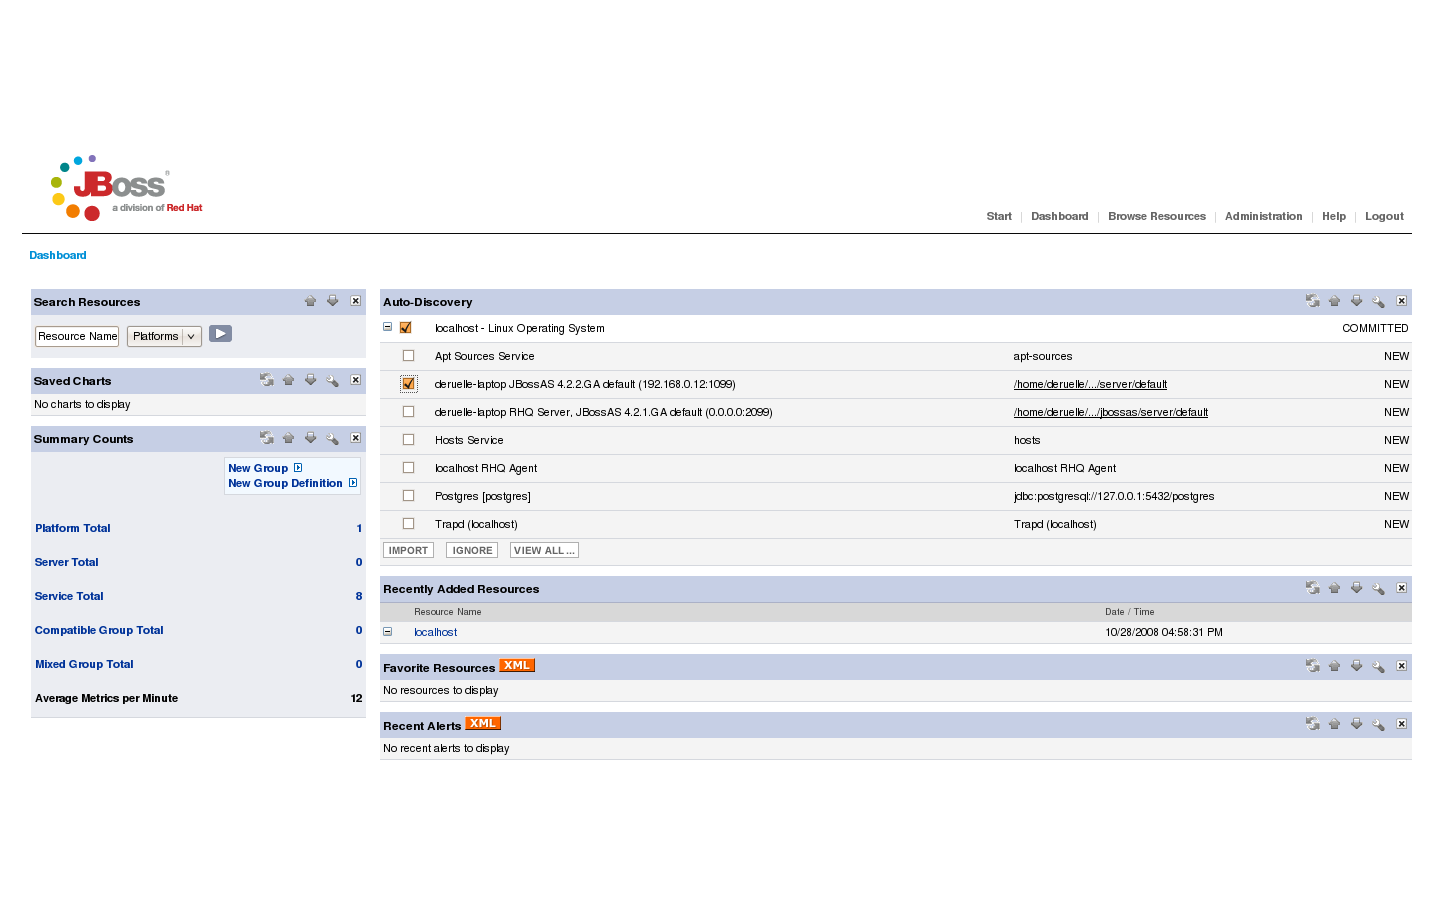 JBoss®
a division of Red Hat
Start Dashboard Browse Resources Administration Help Logout
Dashboard
Search Resources
Resource Name Platforms
Saved Charts
No charts to display
Summary Counts
New Group
New Group Definition
Platform Total 1
Server Total 0
Service Total 8
Compatible Group Total 0
Mixed Group Total 0
Average Metrics per Minute 12
Auto-Discovery
localhost - Linux Operating System COMMITTED
Apt Sources Service apt-sources NEW
deruelle-laptop JBossAS 4.2.2.GA default (192.168.0.12:1099) /home/deruelle/.../server/default NEW
deruelle-laptop RHQ Server, JBossAS 4.2.1.GA default (0.0.0.0:2099) /home/deruelle/.../jbossas/server/default NEW
Hosts Service hosts NEW
localhost RHQ Agent localhost RHQ Agent NEW
Postgres [postgres] jdbc:postgresql://127.0.0.1:5432/postgres NEW
Trapd (localhost) Trapd (localhost) NEW
IMPORT IGNORE VIEW ALL ...
Recently Added Resources
Resource Name Date / Time
localhost 10/28/2008 04:58:31 PM
Favorite Resources XML
No resources to display
Recent Alerts XML
No recent alerts to display